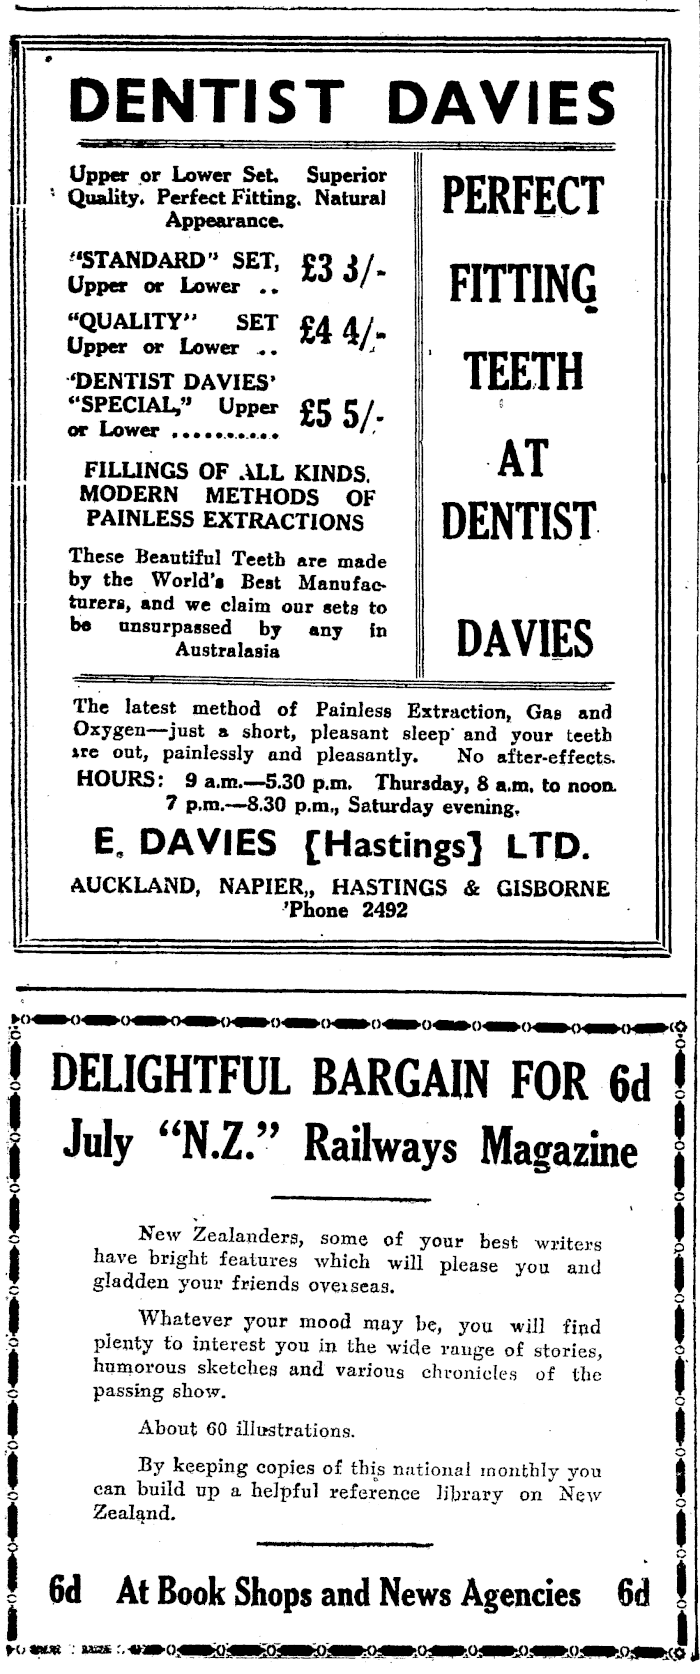 DENTIST DAVIES
Upper or Lower Set. Superior
Quality. Perfect Fitting. Natural
Appearance.
"STANDARD" SET,
Upper or Lower .. £3 3/-
"QUALITY" SET
Upper or Lower .. £4 4/-
'DENTIST DAVIES'
"SPECIAL," Upper
or Lower ........... £5 5/-
FILLINGS OF ALL KINDS.
MODERN METHODS OF
PAINLESS EXTRACTIONS
These Beautiful Teeth are made
by the World's Best Manufac-
turers, and we claim our sets to
be unsurpassed by any in
Australasia
PERFECT
FITTING
TEETH
AT
DENTIST
DAVIES
The latest method of Painless Extraction, Gas and
Oxygen—just a short, pleasant sleep and your teeth
are out, painlessly and pleasantly. No after-effects.
HOURS: 9 a.m.—5.30 p.m. Thursday, 8 a.m. to noon.
7 p.m.—8.30 p.m., Saturday evening.
E. DAVIES [Hastings] LTD.
AUCKLAND, NAPIER,, HASTINGS & GISBORNE
'Phone 2492
DELIGHTFUL BARGAIN FOR 6d
July "N.Z." Railways Magazine
New Zealanders, some of your best writers
have bright features which will please you and
gladden your friends overseas.
Whatever your mood may be, you will find
plenty to interest you in the wide range of stories,
humorous sketches and various chronicles of the
passing show.
About 60 illustrations.
By keeping copies of this national monthly you
can build up a helpful reference library on New
Zealand.
6d At Book Shops and News Agencies 6d